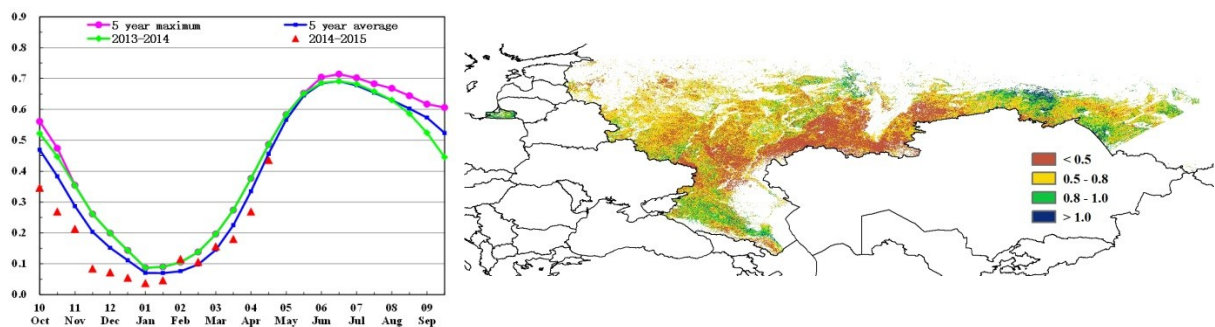 5 year maximum 5 year average
2013-2014 2014-2015
0.9
0.8
0.7
0.6
0.5
0.4
0.3
0.2
0.1
0.0
10 11 12 01 02 03 04 05 06 07 08 09
Oct Nov Dec Jan Feb Mar Apr May Jun Jul Aug Sep
< 0.5
0.5 - 0.8
0.8 - 1.0
> 1.0